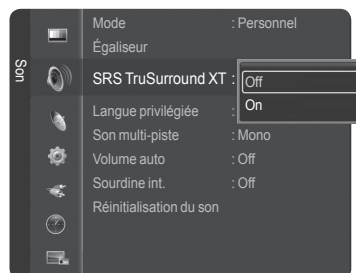 Son
Mode : Personnel
Égaliseur
SRS TruSurround XT : Off
On
Langue privilégiée :
Son multi-piste : Mono
Volume auto : Off
Sourdine int. : Off
Réinitialisation du son